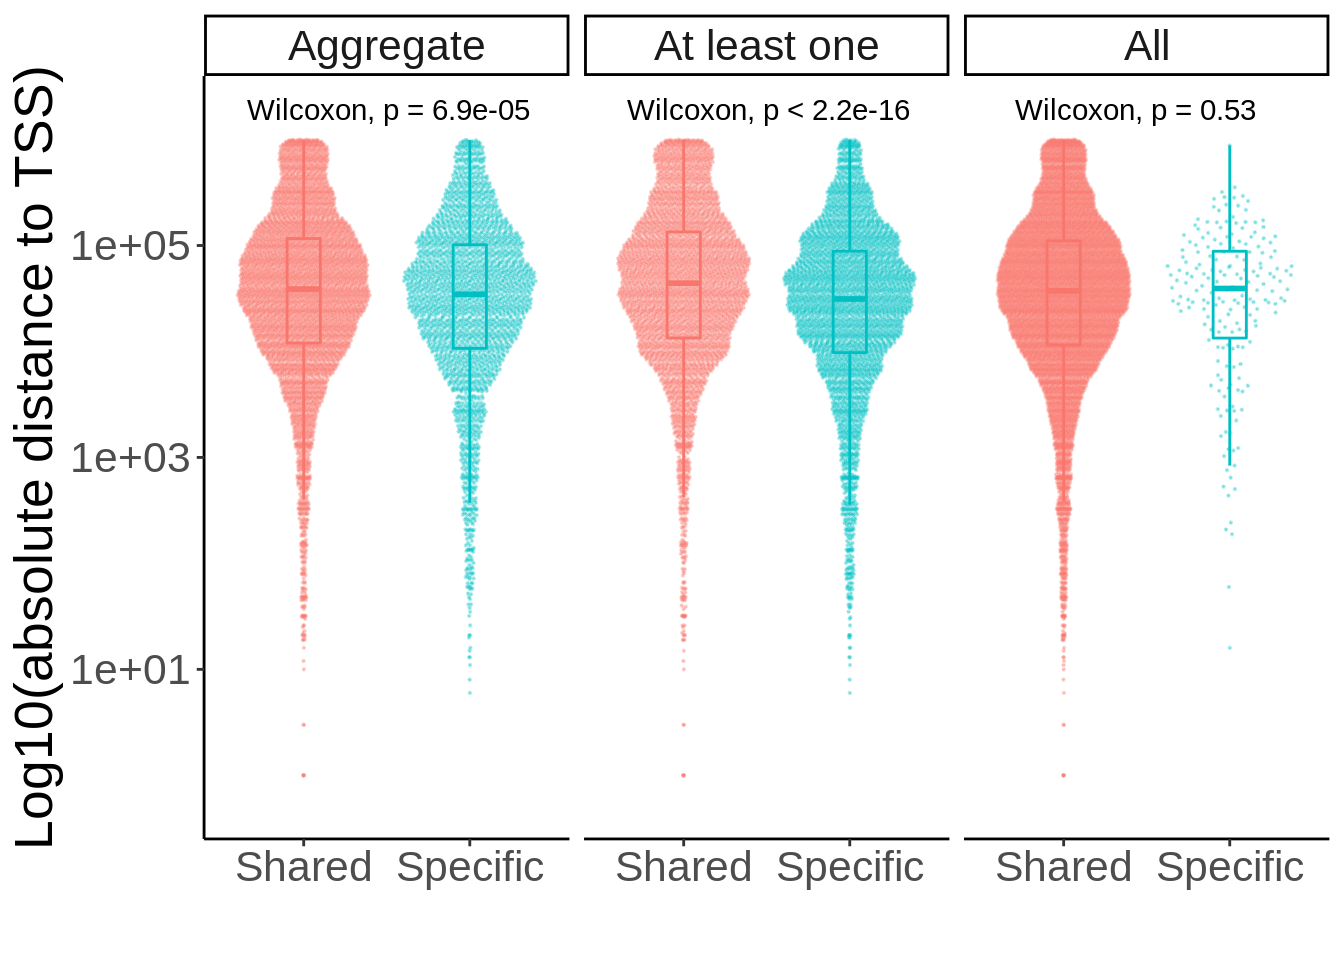 Aggregate
At least one
All
Wilcoxon, p = 6.9e-05
Wilcoxon, p < 2.2e-16
Wilcoxon, p = 0.53
Log10(absolute distance to TSS)
1e+05
1e+03
1e+01
Shared
Specific
Shared
Specific
Shared
Specific